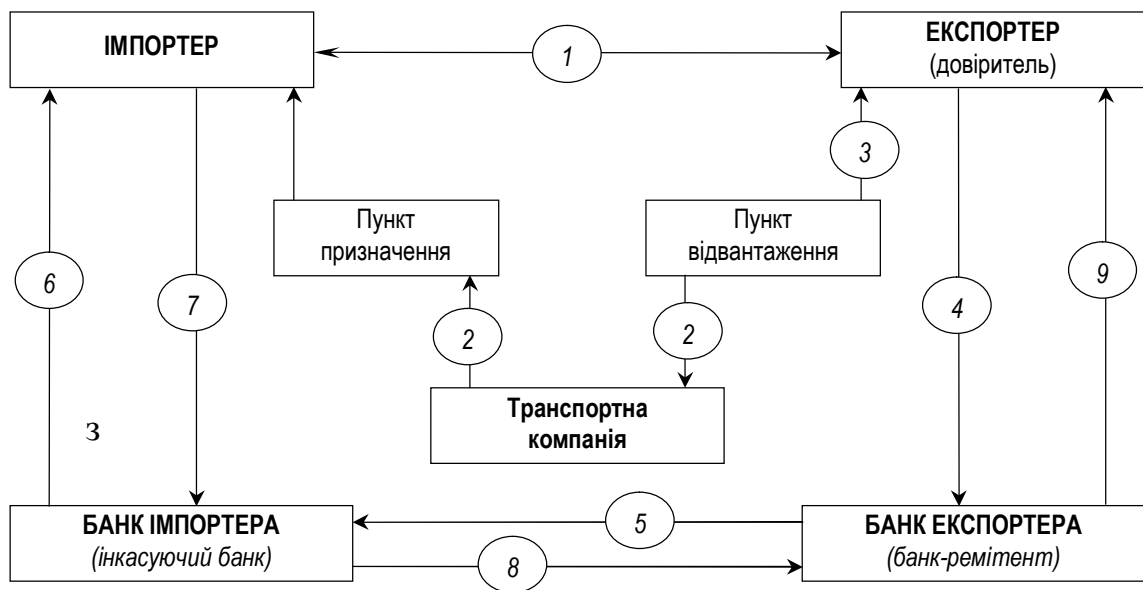 ІМПОРТЕР
1
ЕКСПОРТЕР
(довіритель)
3
Пункт
призначення
Пункт
відвантаження
6
7
2
2
4
9
Транспортна
компанія
з
БАНК ІМПОРТЕРА
(інкасуючий банк)
5
8
БАНК ЕКСПОРТЕРА
(банк-ремітент)